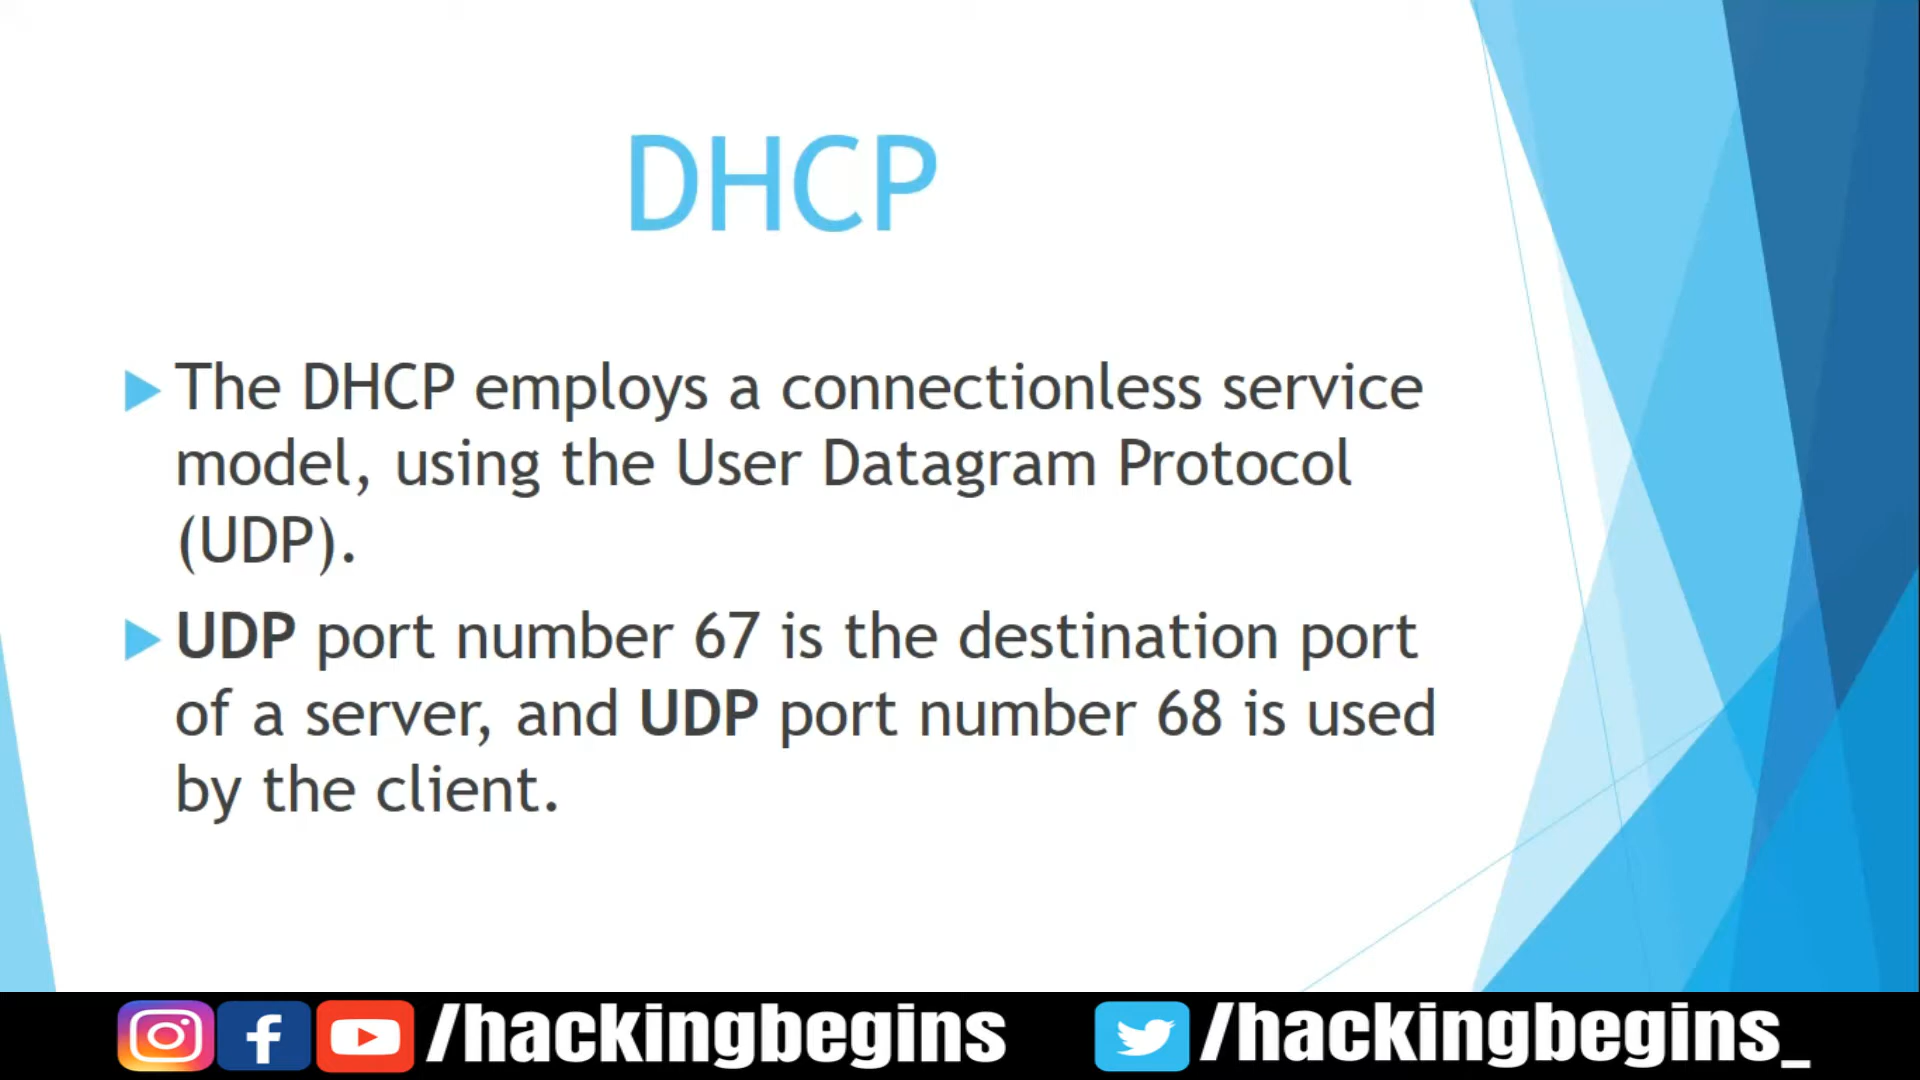 DHCP
The DHCP employs a connectionless service
model, using the User Datagram Protocol
(UDP).
UDP port number 67 is the destination port
of a server, and UDP port number 68 is used
by the client.
/hackingbegins
/hackingbegins_